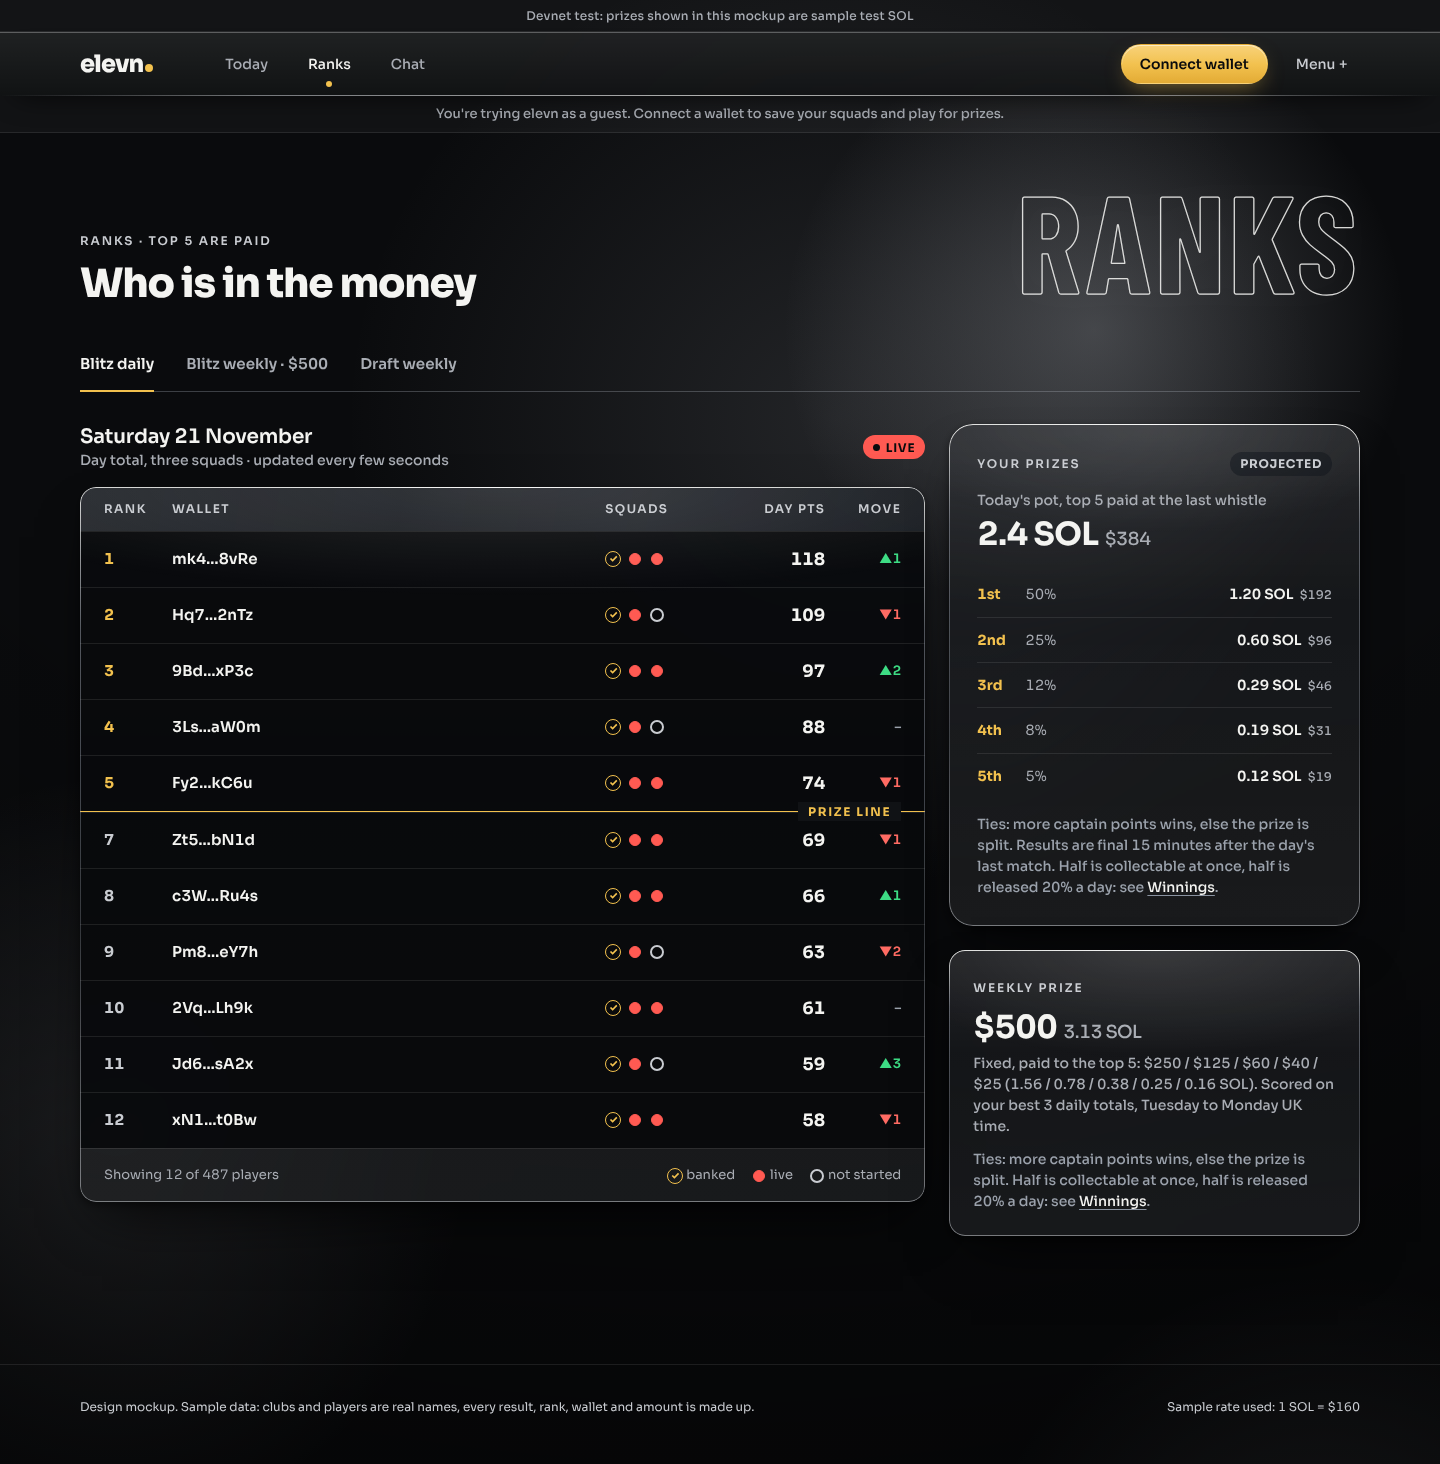 Devnet test: prizes shown in this mockup are sample test SOL
elevn.
Today
Ranks
Chat
Connect wallet
Menu +
You're trying elevn as a guest. Connect a wallet to save your squads and play for prizes.
RANKS
RANKS · TOP 5 ARE PAID
Who is in the money
Blitz daily
Blitz weekly · $500
Draft weekly
Saturday 21 November
Day total, three squads · updated every few seconds
LIVE
RANK WALLET SQUADS DAY PTS MOVE
1 mk4...8vRe 118 ▲1
2 Hq7...2nTz 109 ▼1
3 9Bd...xP3c 97 ▲2
4 3Ls...aW0m 88 –
5 Fy2...kC6u 74 ▼1
PRIZE LINE
7 Zt5...bN1d 69 ▼1
8 c3W...Ru4s 66 ▲1
9 Pm8...eY7h 63 ▼2
10 2Vq...Lh9k 61 –
11 Jd6...sA2x 59 ▲3
12 xN1...t0Bw 58 ▼1
Showing 12 of 487 players
banked live not started
YOUR PRIZES
PROJECTED
Today's pot, top 5 paid at the last whistle
2.4 SOL $384
1st 50% 1.20 SOL $192
2nd 25% 0.60 SOL $96
3rd 12% 0.29 SOL $46
4th 8% 0.19 SOL $31
5th 5% 0.12 SOL $19
Ties: more captain points wins, else the prize is
split. Results are final 15 minutes after the day's
last match. Half is collectable at once, half is
released 20% a day: see Winnings.
WEEKLY PRIZE
$500 3.13 SOL
Fixed, paid to the top 5: $250 / $125 / $60 / $40 /
$25 (1.56 / 0.78 / 0.38 / 0.25 / 0.16 SOL). Scored on
your best 3 daily totals, Tuesday to Monday UK
time.
Ties: more captain points wins, else the prize is
split. Half is collectable at once, half is released
20% a day: see Winnings.
Design mockup. Sample data: clubs and players are real names, every result, rank, wallet and amount is made up.
Sample rate used: 1 SOL = $160